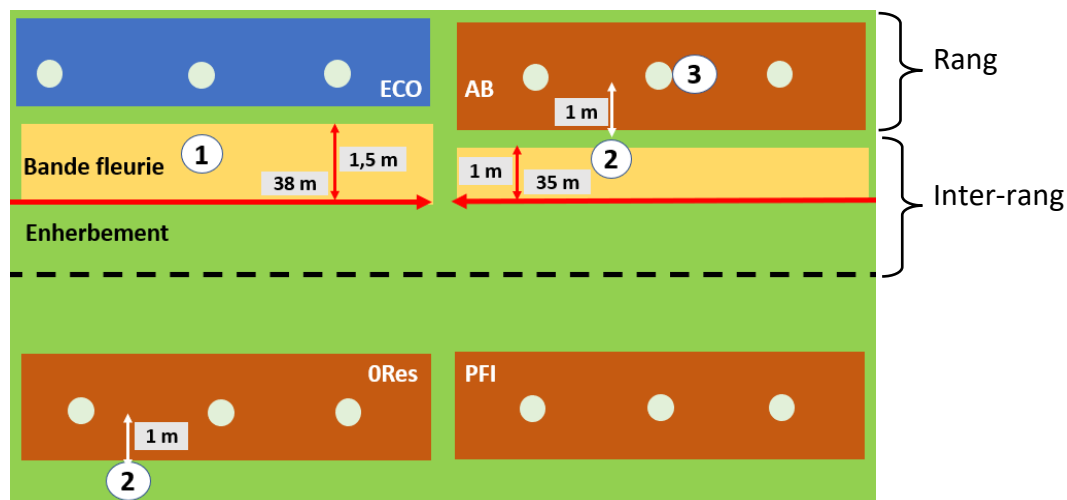 Rang
ECO
AB
3
1 m
1
2
Bande fleurie
1,5 m
1 m
38 m
35 m
Inter-rang
Enherbement
0Res
PFI
1 m
2